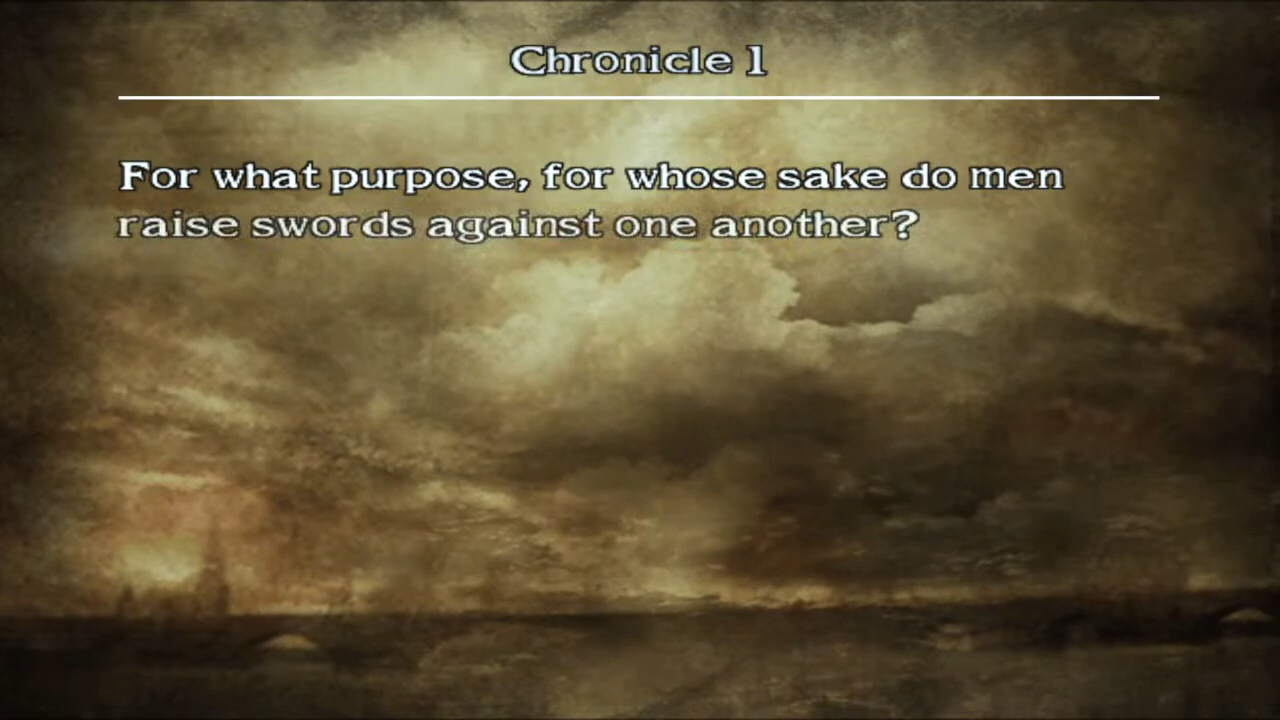 Chronicle 1
For what purpose, for whose sake do men
raise swords against one another?